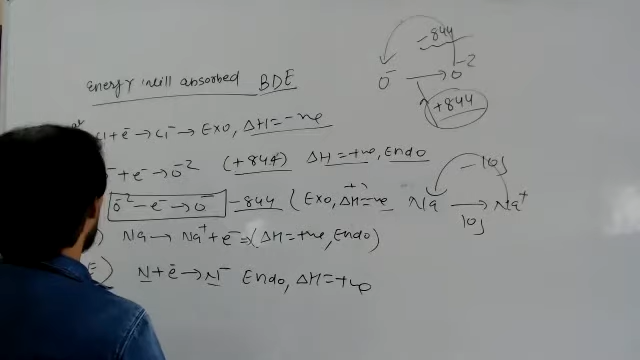 Energy will absorbed BDE
Cl + e⁻ → Cl⁻ → Exo, ΔH = -ve
O⁻ + e⁻ → O⁻² (+844) ΔH = +ve, Endo
O⁻² - e⁻ → O⁻ -844 (Exo, ΔH = -ve
(+)
) Na → Na⁺ + e⁻ ⇒ (ΔH = +ve, Endo)
E) N + e⁻ → N⁻ Endo, ΔH = +ve
-844
O⁻ → O⁻²
+844
-10J
Na → Na⁺
10J